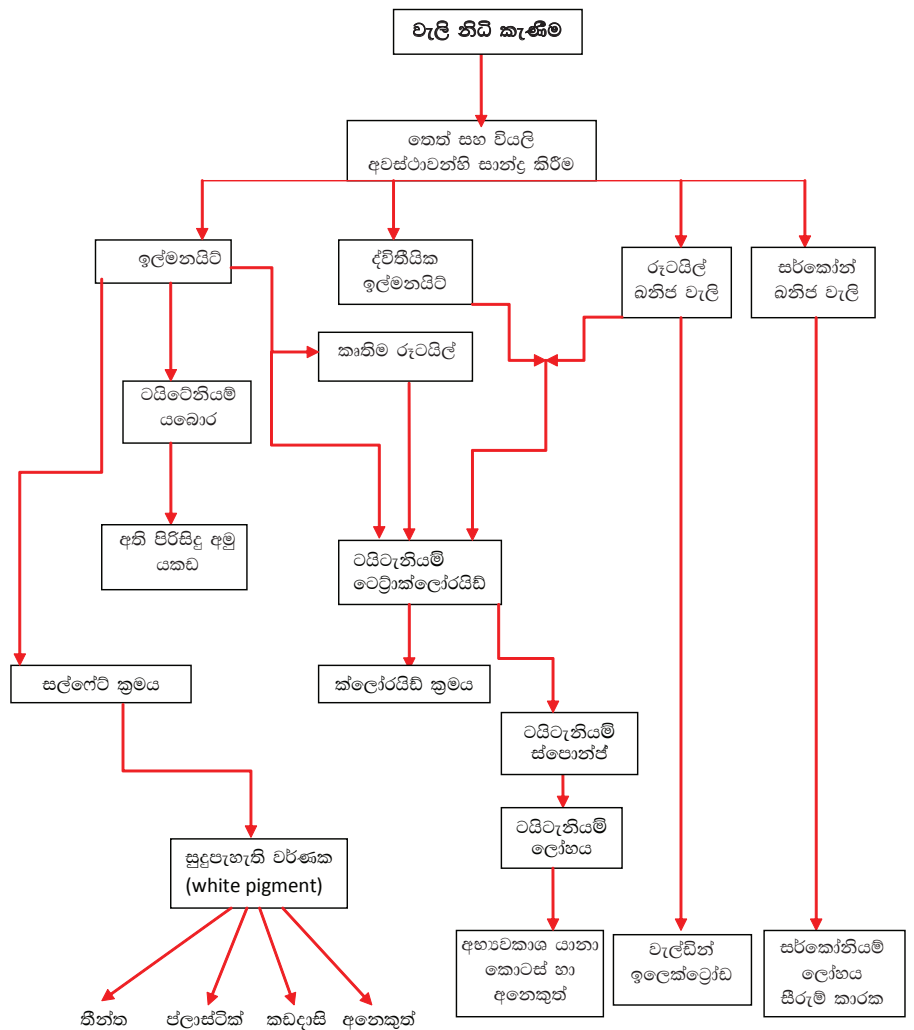 වැලි නිධි කැණීම
තෙත් සහ වියලි
අවස්ථාවන්හි සාන්ද්‍ර කිරීම
ඉල්මනයිට්
ද්විතීයික
ඉල්මනයිට්
රූටයිල්
ඛනිජ වැලි
සර්කෝන්
ඛනිජ වැලි
කෘතිම රූටයිල්
ටයිටේනියම්
යබොර
අති පිරිසිදු අමු
යකඩ
ටයිටැනියම්
ටෙට්‍රාක්ලෝරයිඩ්
සල්ෆේට් ක්‍රමය
ක්ලෝරයිඩ් ක්‍රමය
ටයිටැනියම්
ස්පොන්ජ්
ටයිටැනියම්
ලෝහය
සුදුපැහැති වර්ණක
(white pigment)
අභ්‍යවකාශ යානා
කොටස් හා
අනෙකුත්
වැල්ඩින්
ඉලෙක්ට්‍රෝඩ
සර්කෝනියම්
ලෝහය
සීරුම් කාරක
තීන්ත ප්ලාස්ටික් කඩදාසි අනෙකුත්